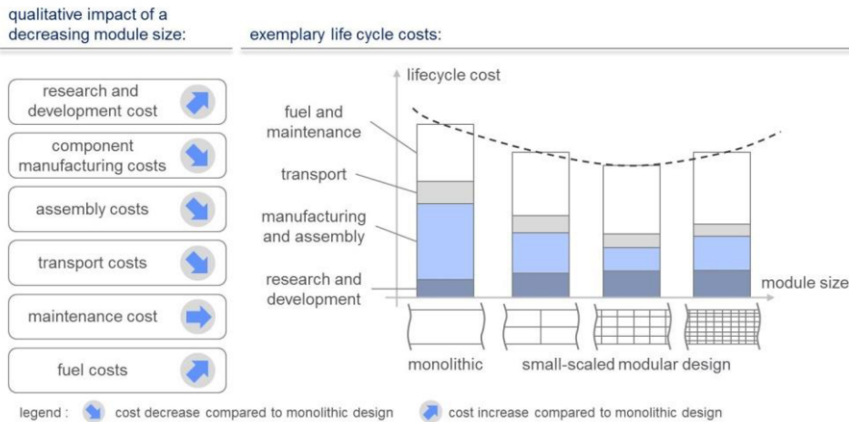 qualitative impact of a
decreasing module size:
exemplary life cycle costs:
research and
development cost
component
manufacturing costs
assembly costs
transport costs
maintenance cost
fuel costs
lifecycle cost
fuel and
maintenance
transport
manufacturing
and assembly
research and
development
module size
monolithic
small-scaled modular design
legend :
cost decrease compared to monolithic design
cost increase compared to monolithic design